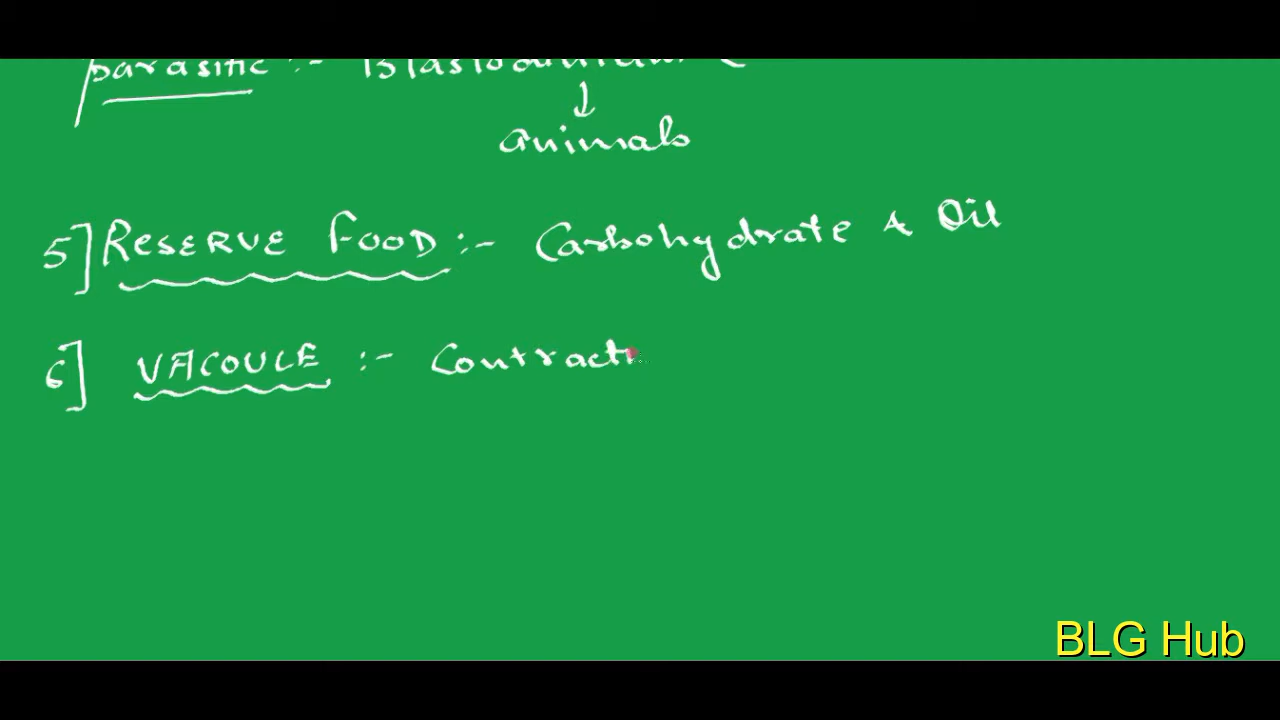 parasitic :-
↓
animals
5] RESERVE FOOD :- Carbohydrate & Oil
6] VACOULE :- Contracti
BLG Hub